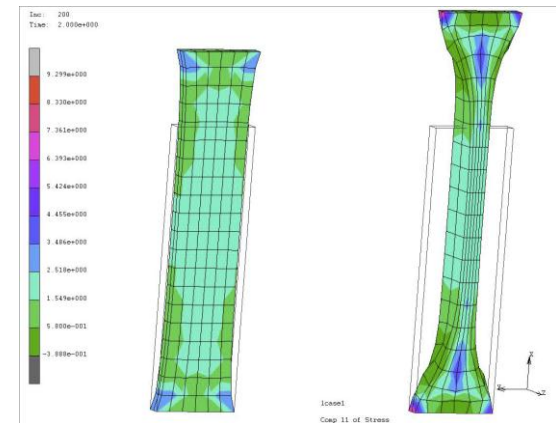 Inc: 200
Time: 2.000e+000
9.299e+000
8.330e+000
7.361e+000
6.393e+000
5.424e+000
4.455e+000
3.486e+000
2.518e+000
1.549e+000
5.800e-001
-3.888e-001
lcase1
Comp 11 of Stress
X
Z